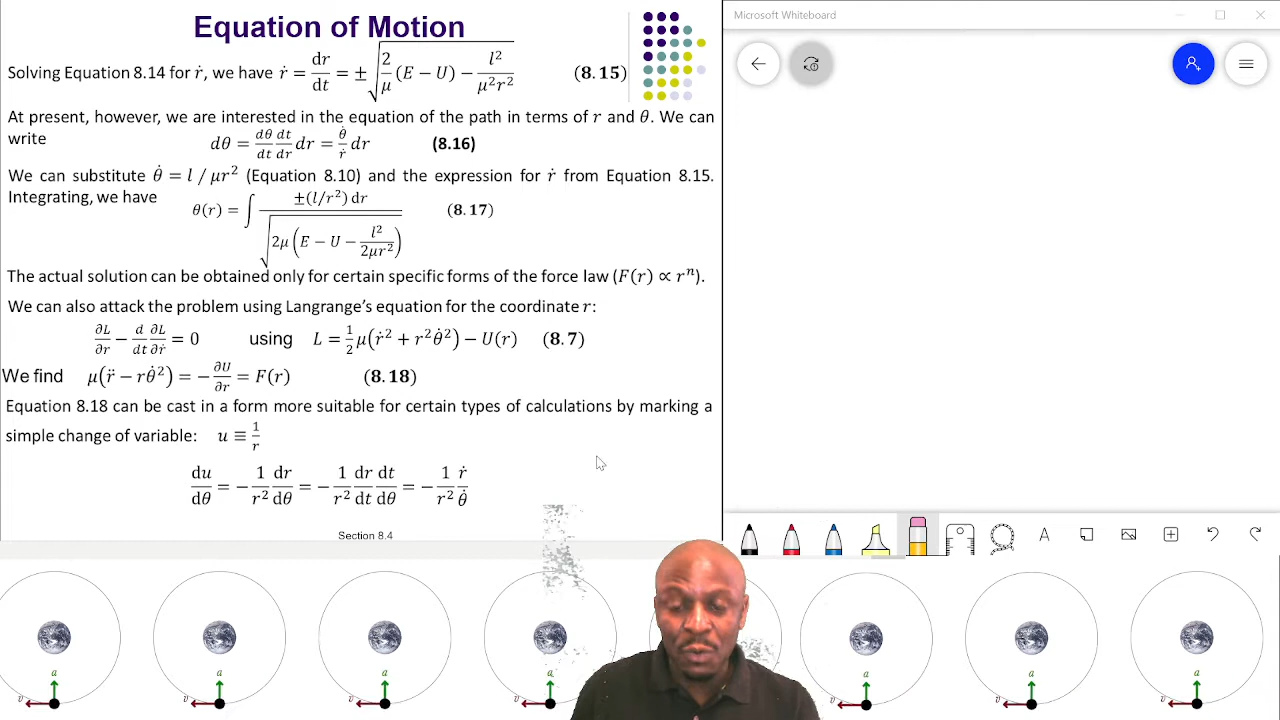 Equation of Motion
Solving Equation 8.14 for ṙ, we have ṙ = dr/dt = ± √(2/μ (E − U) − l²/μ²r²) (8.15)
At present, however, we are interested in the equation of the path in terms of r and θ. We can
write dθ = dθ/dt dt/dr dr = θ̇/ṙ dr (8.16)
We can substitute θ̇ = l / μr² (Equation 8.10) and the expression for ṙ from Equation 8.15.
Integrating, we have θ(r) = ∫ ±(l/r²) dr / √(2μ (E − U − l²/2μr²)) (8.17)
The actual solution can be obtained only for certain specific forms of the force law (F(r) ∝ rⁿ).
We can also attack the problem using Langrange's equation for the coordinate r:
∂L/∂r − d/dt ∂L/∂ṙ = 0 using L = 1/2 μ(ṙ² + r²θ̇²) − U(r) (8.7)
We find μ(r̈ − rθ̇²) = − ∂U/∂r = F(r) (8.18)
Equation 8.18 can be cast in a form more suitable for certain types of calculations by marking a
simple change of variable: u ≡ 1/r
du/dθ = − 1/r² dr/dθ = − 1/r² dr/dt dt/dθ = − 1/r² ṙ/θ̇
Section 8.4
Microsoft Whiteboard
A
a a a a a a a
v v v v v v v